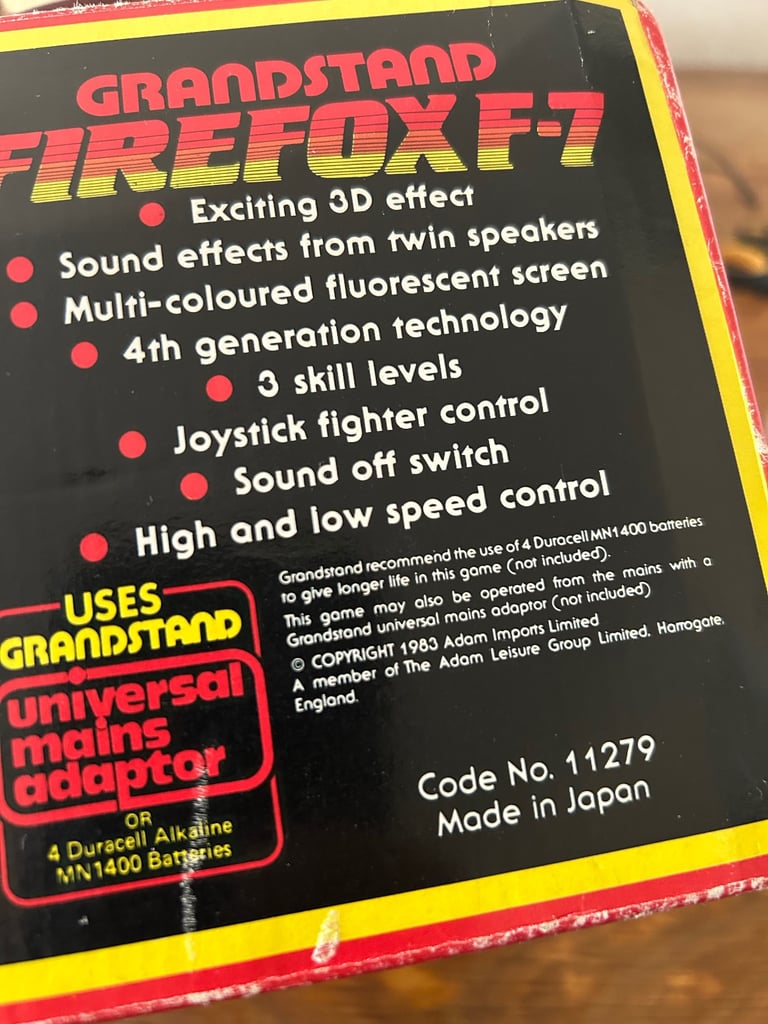 GRANDSTAND
FIREFOX F-7
Exciting 3D effect
Sound effects from twin speakers
Multi-coloured fluorescent screen
4th generation technology
3 skill levels
Joystick fighter control
Sound off switch
High and low speed control
Grandstand recommend the use of 4 Duracell MN1400 batteries
to give longer life in this game (not included).
This game may also be operated from the mains with a
Grandstand universal mains adaptor (not included)
© COPYRIGHT 1983 Adam Imports Limited
A member of The Adam Leisure Group Limited. Harrogate.
England.
USES
GRANDSTAND
universal
mains
adaptor
OR
4 Duracell Alkaline
MN1400 Batteries
Code No. 11279
Made in Japan